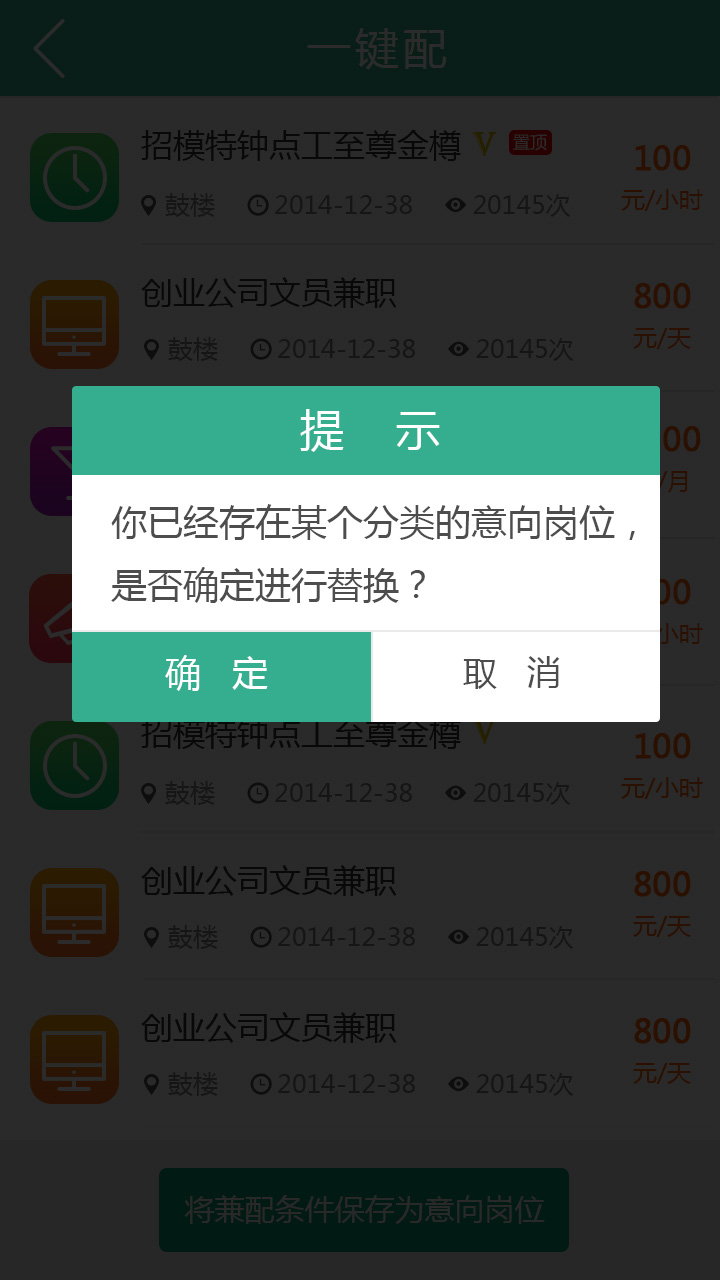 一键配
招模特钟点工至尊金樽 V 置顶
100
鼓楼 2014-12-38 20145次
元/小时
创业公司文员兼职
800
鼓楼 2014-12-38 20145次
元/天
提 示
00
/月
你已经存在某个分类的意向岗位，
是否确定进行替换？
00
小时
确 定 取 消
招模特钟点工至尊金樽 V
100
鼓楼 2014-12-38 20145次
元/小时
创业公司文员兼职
800
鼓楼 2014-12-38 20145次
元/天
创业公司文员兼职
800
鼓楼 2014-12-38 20145次
元/天
将兼配条件保存为意向岗位